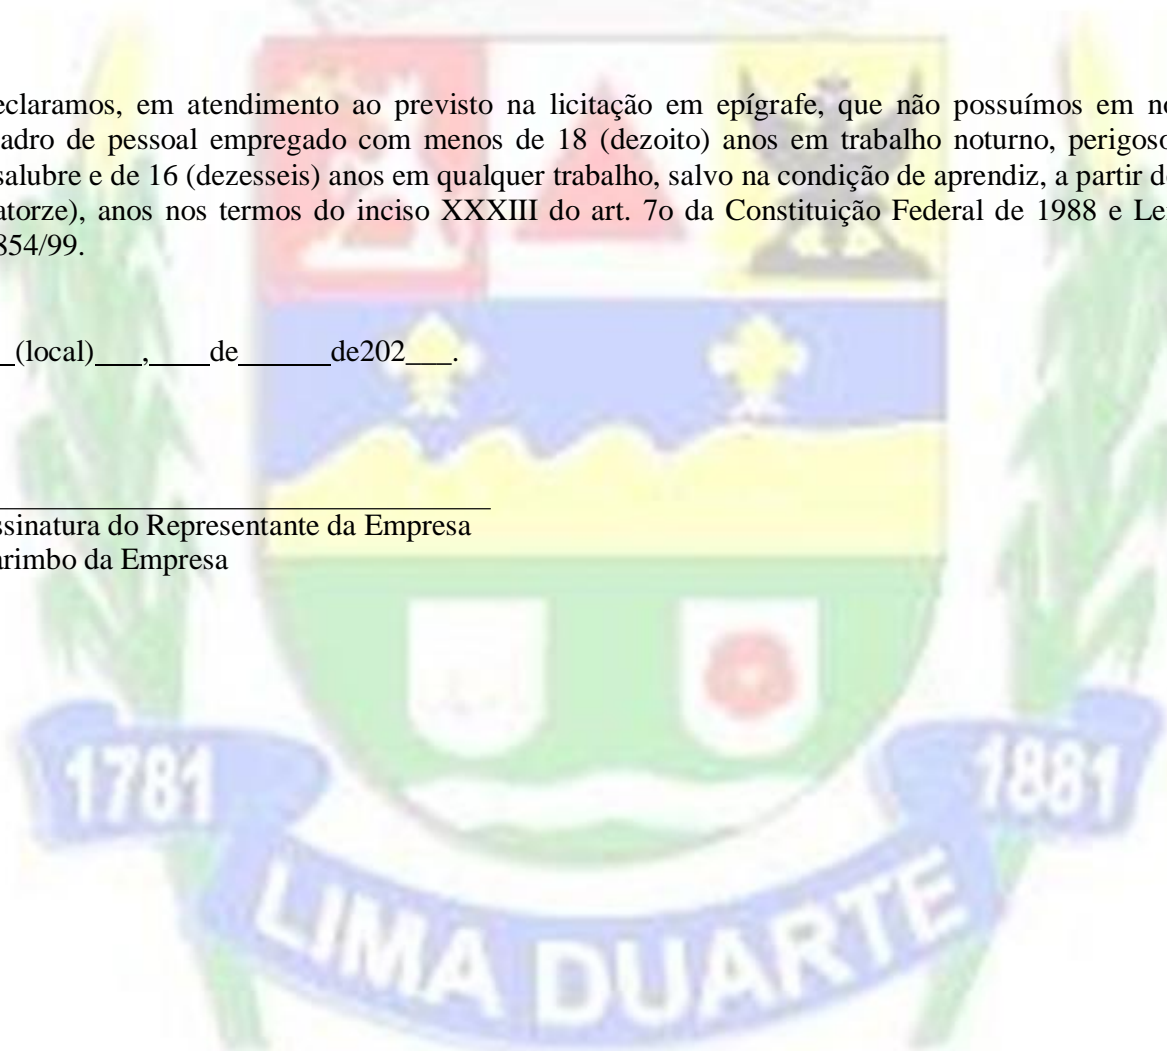 eclaramos, em atendimento ao previsto na licitação em epígrafe, que não possuímos em no
adro de pessoal empregado com menos de 18 (dezoito) anos em trabalho noturno, perigoso
salubre e de 16 (dezesseis) anos em qualquer trabalho, salvo na condição de aprendiz, a partir de
atorze), anos nos termos do inciso XXXIII do art. 7o da Constituição Federal de 1988 e Lei
854/99.
_(local)___,____de______de202___.
ssinatura do Representante da Empresa
arimbo da Empresa
1781
1881
LIMA DUARTE